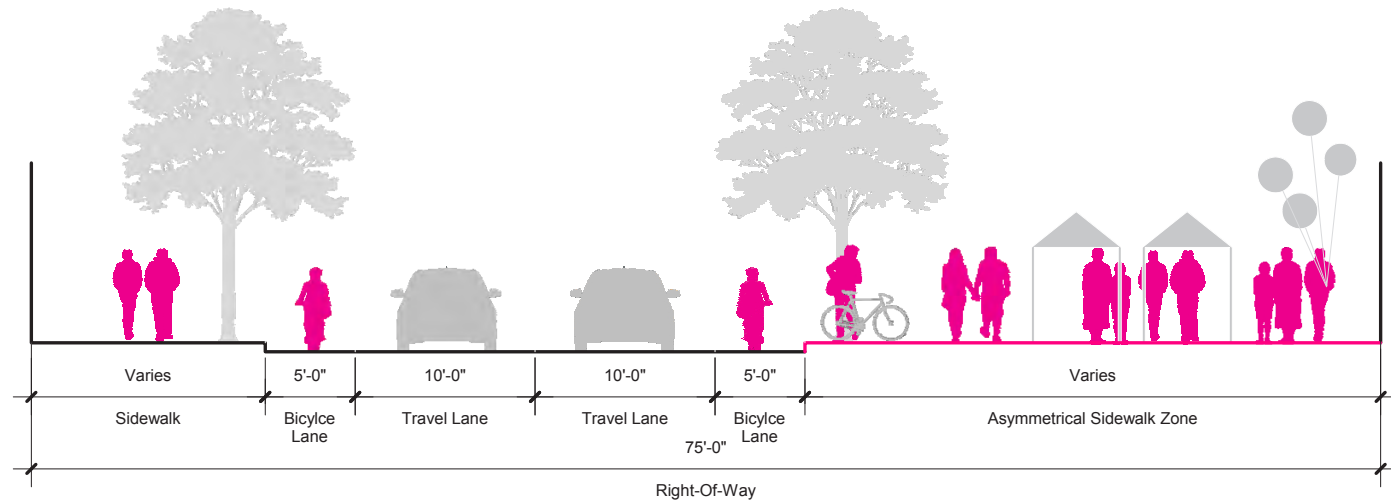 Varies
5'-0"
10'-0"
10'-0"
5'-0"
Varies
Sidewalk
Bicylce
Lane
Travel Lane
Travel Lane
Bicylce
Lane
Asymmetrical Sidewalk Zone
75'-0"
Right-Of-Way